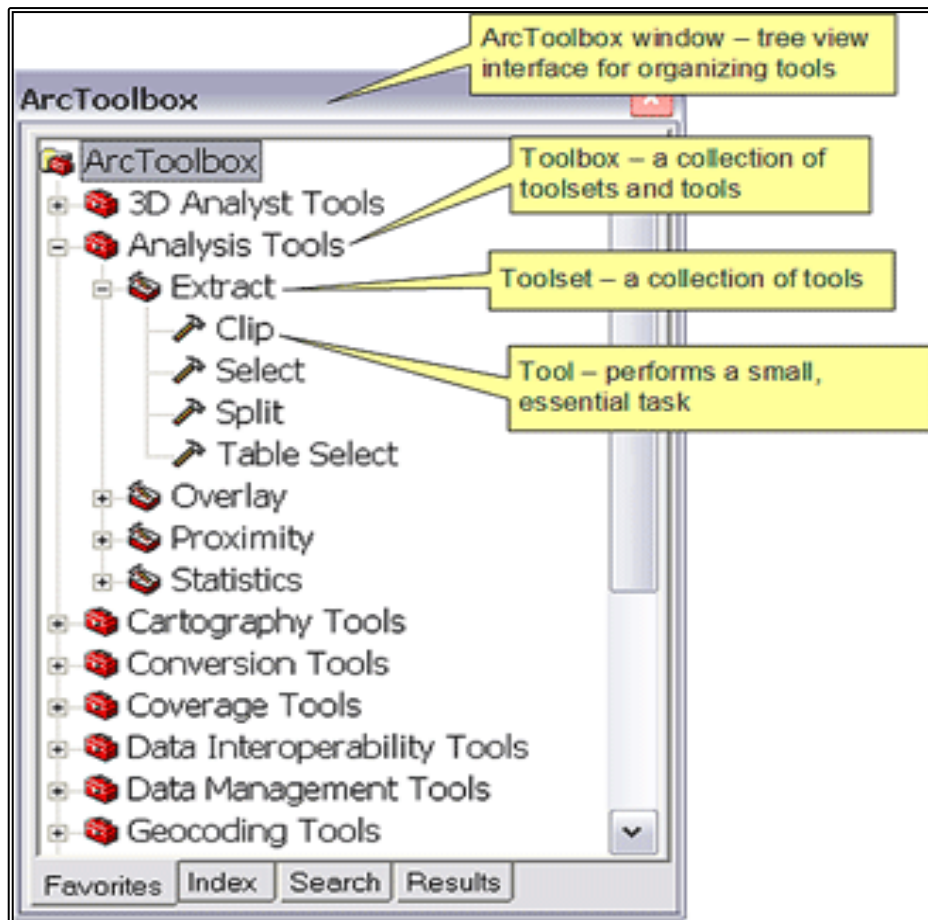 ArcToolbox window – tree view
interface for organizing tools
ArcToolbox
ArcToolbox
Toolbox – a collection of
toolsets and tools
3D Analyst Tools
Analysis Tools
Toolset – a collection of tools
Extract
Clip
Tool – performs a small,
essential task
Select
Split
Table Select
Overlay
Proximity
Statistics
Cartography Tools
Conversion Tools
Coverage Tools
Data Interoperability Tools
Data Management Tools
Geocoding Tools
Favorites Index Search Results